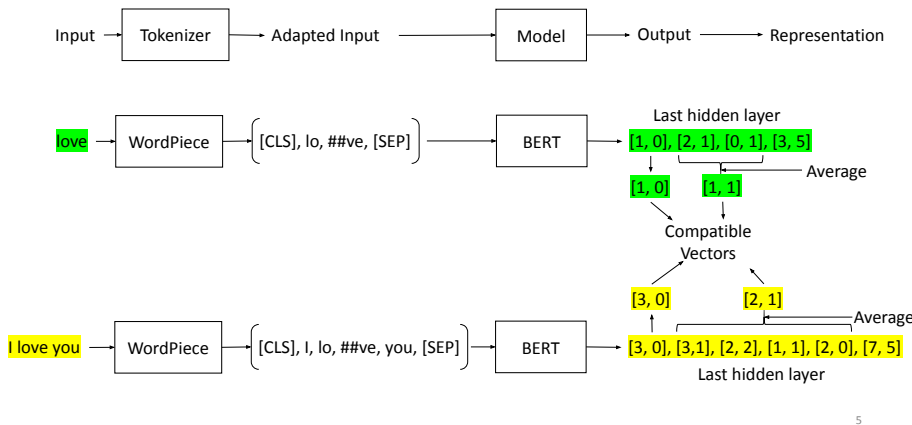 Input Tokenizer Adapted Input Model Output Representation
Last hidden layer
love WordPiece [CLS], lo, ##ve, [SEP] BERT [1, 0], [2, 1], [0, 1], [3, 5]
Average
[1, 0] [1, 1]
Compatible
Vectors
[3, 0] [2, 1]
Average
I love you WordPiece [CLS], I, lo, ##ve, you, [SEP] BERT [3, 0], [3,1], [2, 2], [1, 1], [2, 0], [7, 5]
Last hidden layer
5